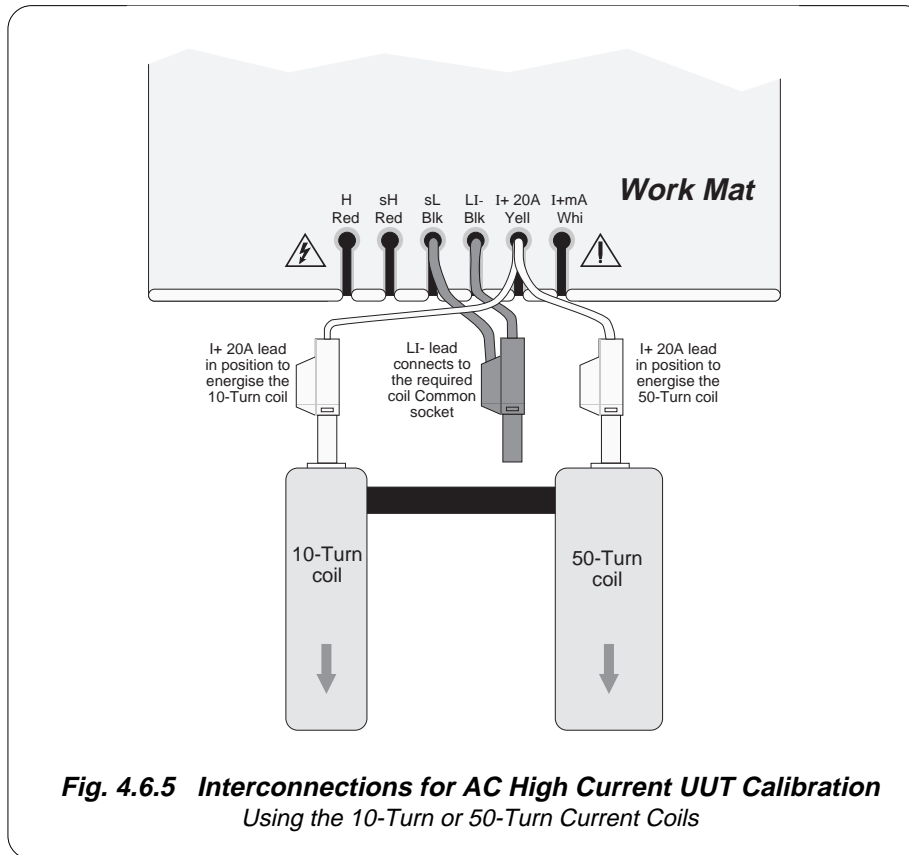 Work Mat
H sH sL LI- I+ 20A I+mA
Red Red Blk Blk Yell Whi
I+ 20A lead
in position to
energise the
10-Turn coil
LI- lead
connects to
the required
coil Common
socket
I+ 20A lead
in position to
energise the
50-Turn coil
10-Turn
coil
50-Turn
coil
Fig. 4.6.5 Interconnections for AC High Current UUT Calibration
Using the 10-Turn or 50-Turn Current Coils